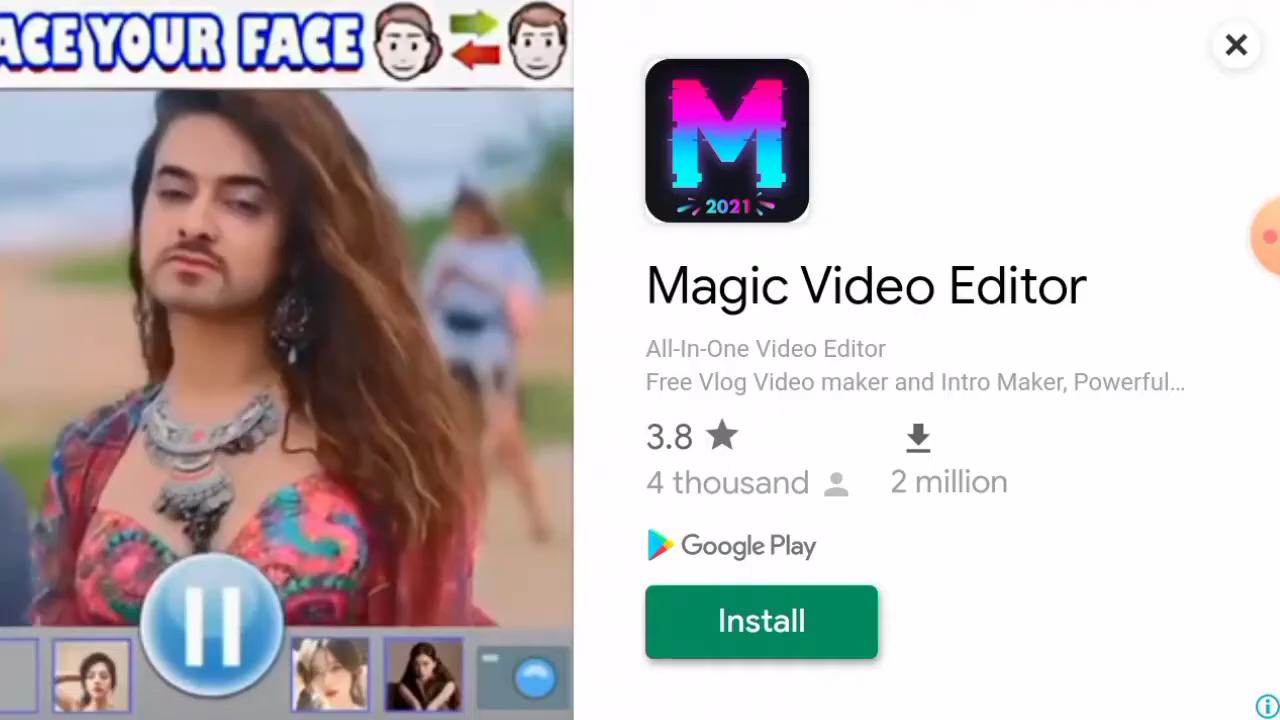 ACE YOUR FACE
M
2021
Magic Video Editor
All-In-One Video Editor
Free Vlog Video maker and Intro Maker, Powerful...
3.8
4 thousand
2 million
Google Play
Install